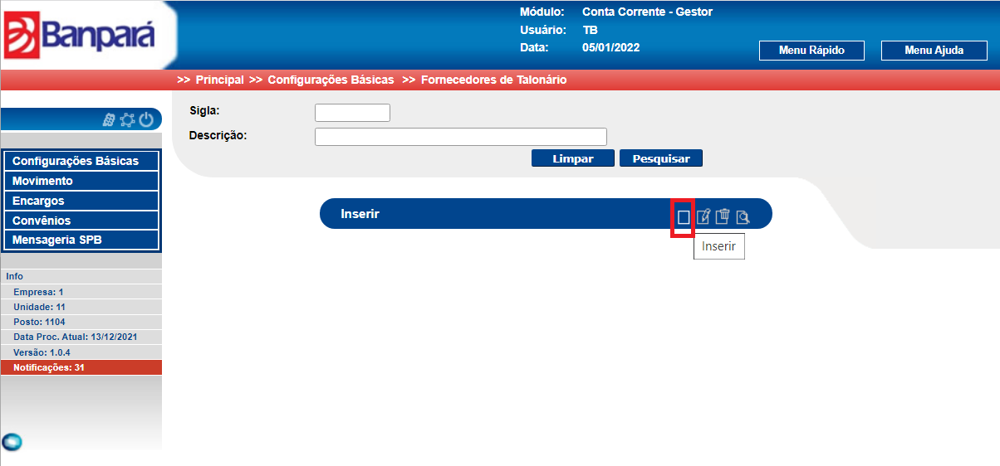 Banpará
Módulo: Conta Corrente - Gestor
Usuário: TB
Data: 05/01/2022
Menu Rápido Menu Ajuda
>> Principal >> Configurações Básicas >> Fornecedores de Talonário
Sigla:
Descrição:
Limpar Pesquisar
Configurações Básicas
Movimento
Encargos
Convênios
Mensageria SPB
Inserir
Inserir
Info
Empresa: 1
Unidade: 11
Posto: 1104
Data Proc. Atual: 13/12/2021
Versão: 1.0.4
Notificações: 31